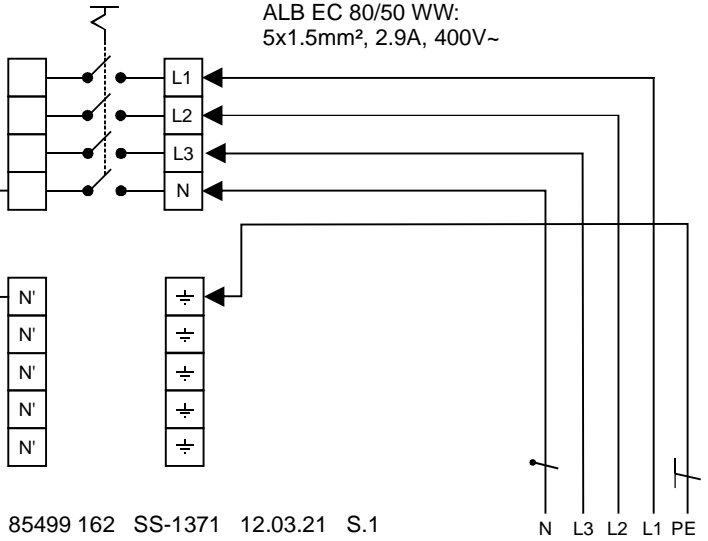 ALB EC 80/50 WW:
5x1.5mm², 2.9A, 400V~
L1
L2
L3
N
N'
N'
N'
N'
N'
85499 162 SS-1371 12.03.21 S.1
N L3 L2 L1 PE